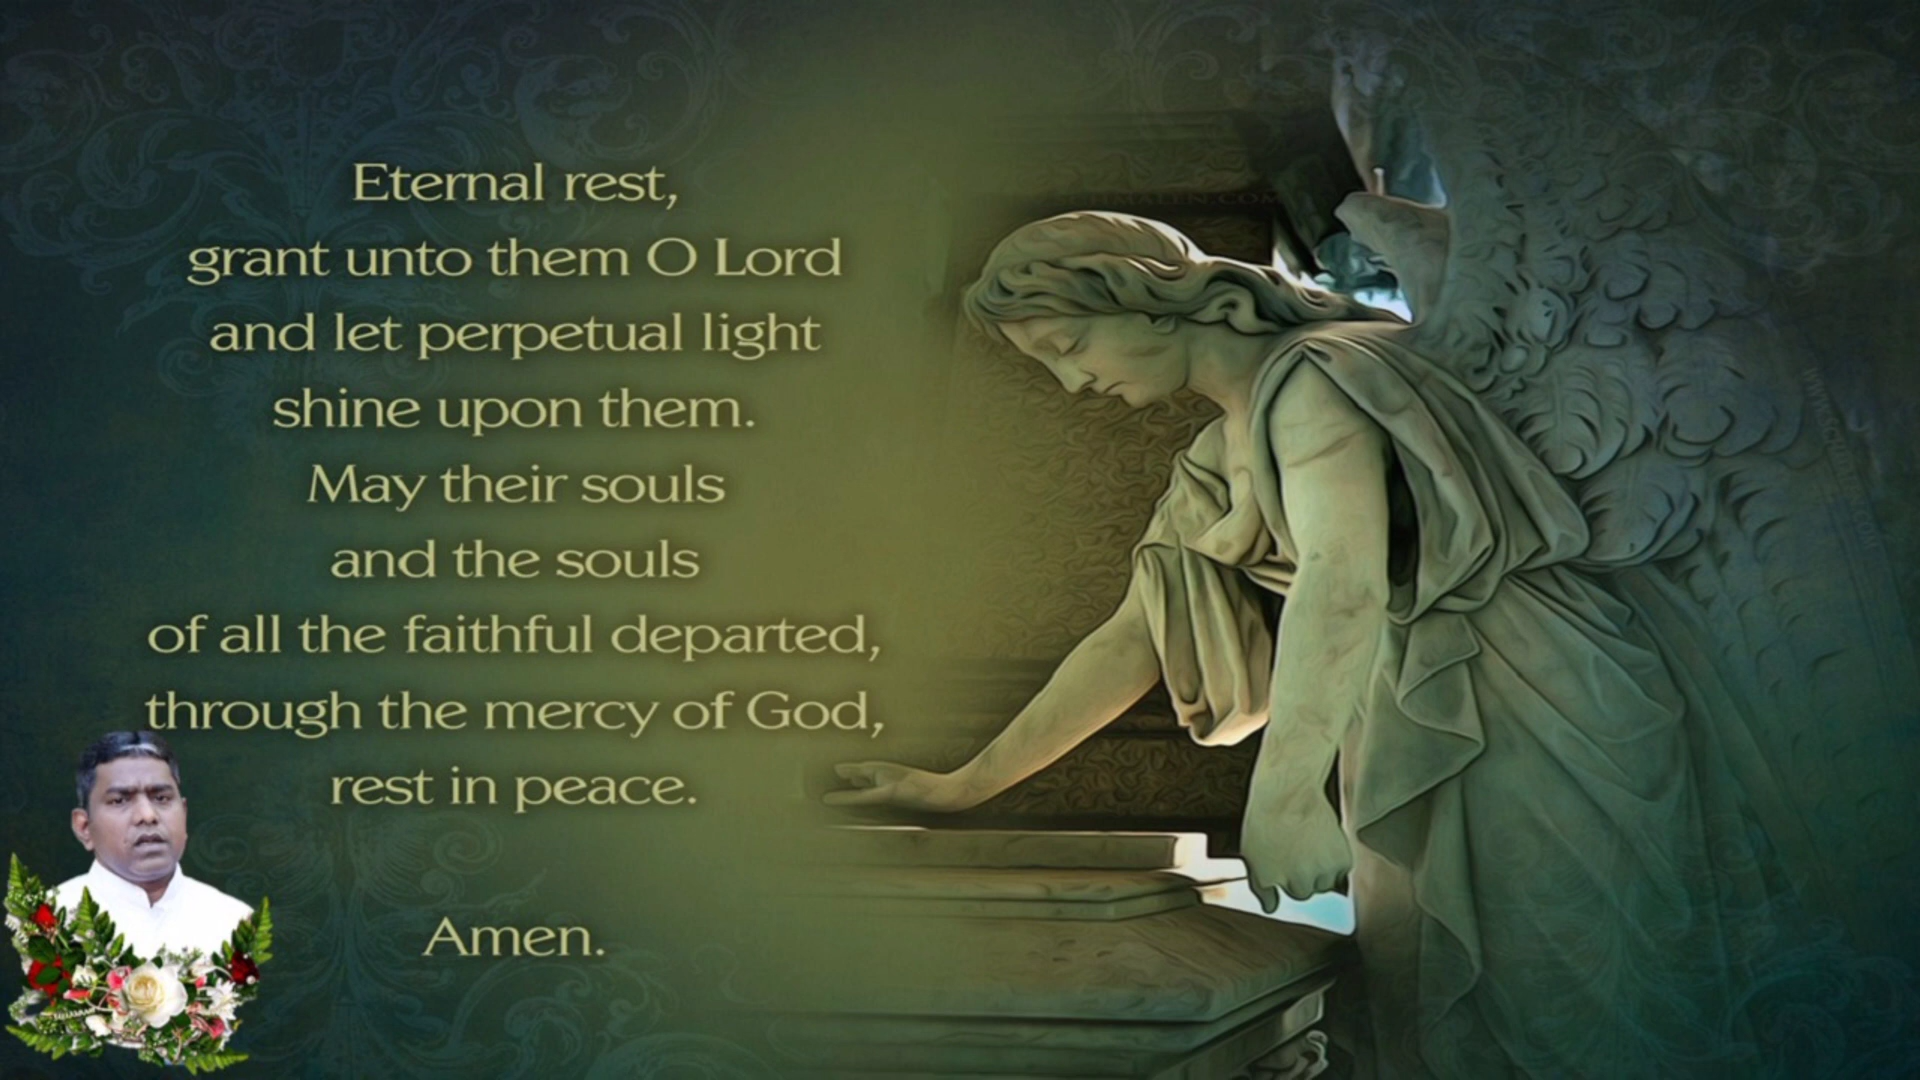 Eternal rest,
grant unto them O Lord
and let perpetual light
shine upon them.
May their souls
and the souls
of all the faithful departed,
through the mercy of God,
rest in peace.
Amen.